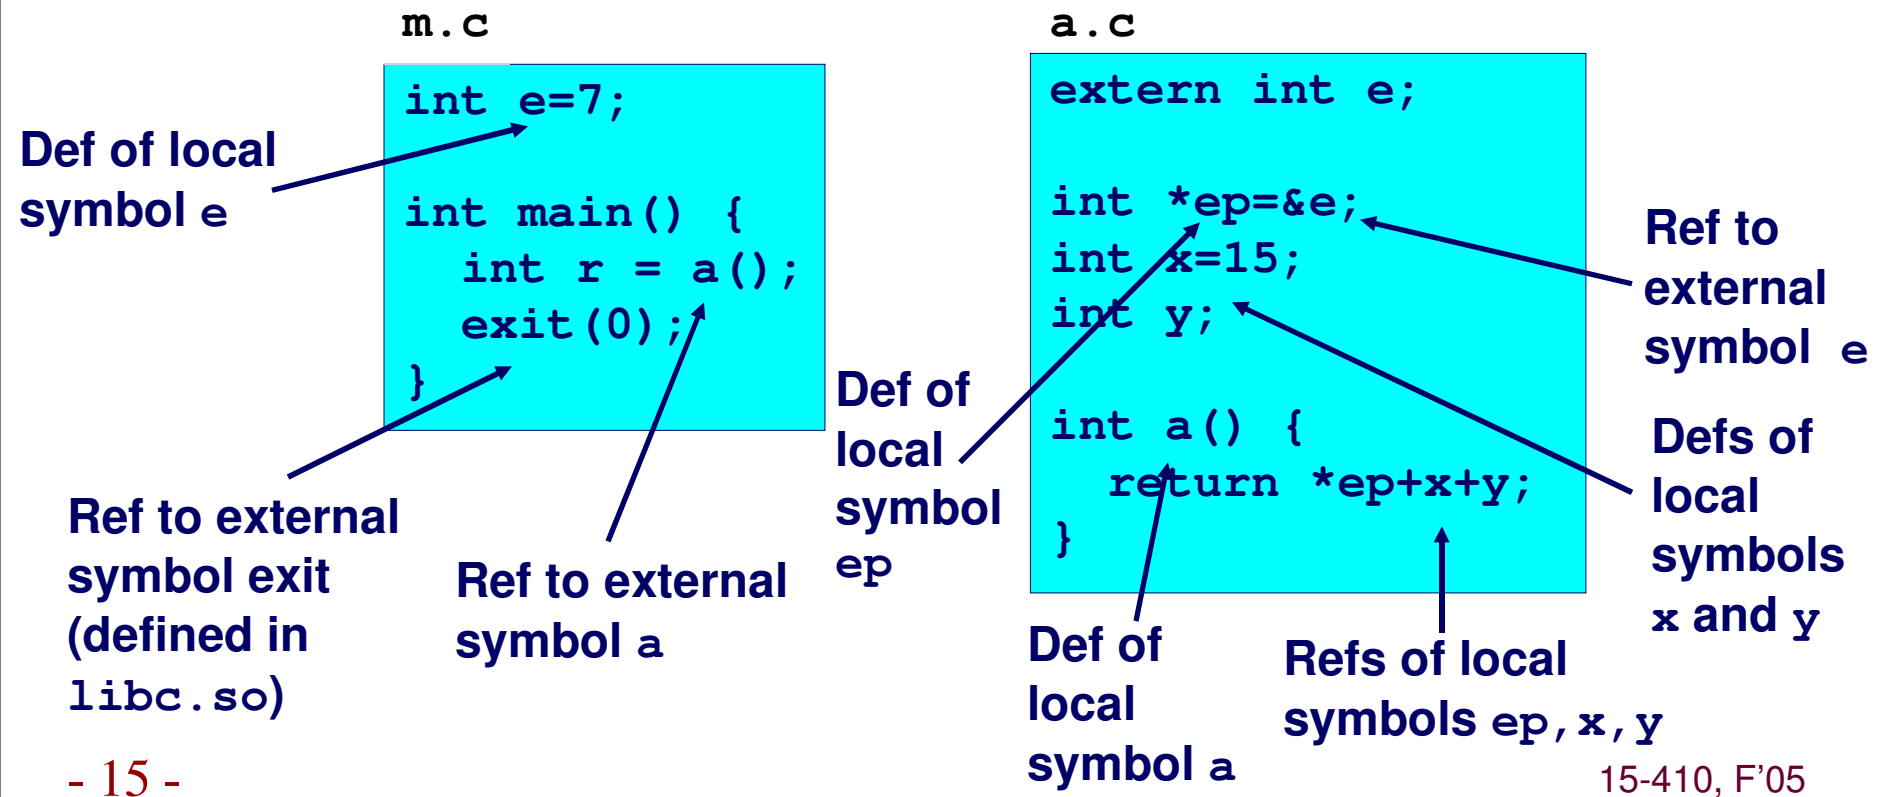 m.c
int e=7;
int main() {
int r = a();
exit(0);
}
Def of local
symbol e
Ref to external
symbol exit
(defined in
libc.so)
Ref to external
symbol a
a.c
extern int e;
int *ep=&e;
int x=15;
int y;
int a() {
return *ep+x+y;
}
Def of
local
symbol
ep
Ref to
external
symbol e
Defs of
local
symbols
x and y
Def of
local
symbol a
Refs of local
symbols ep,x,y
- 15 -
15-410, F'05